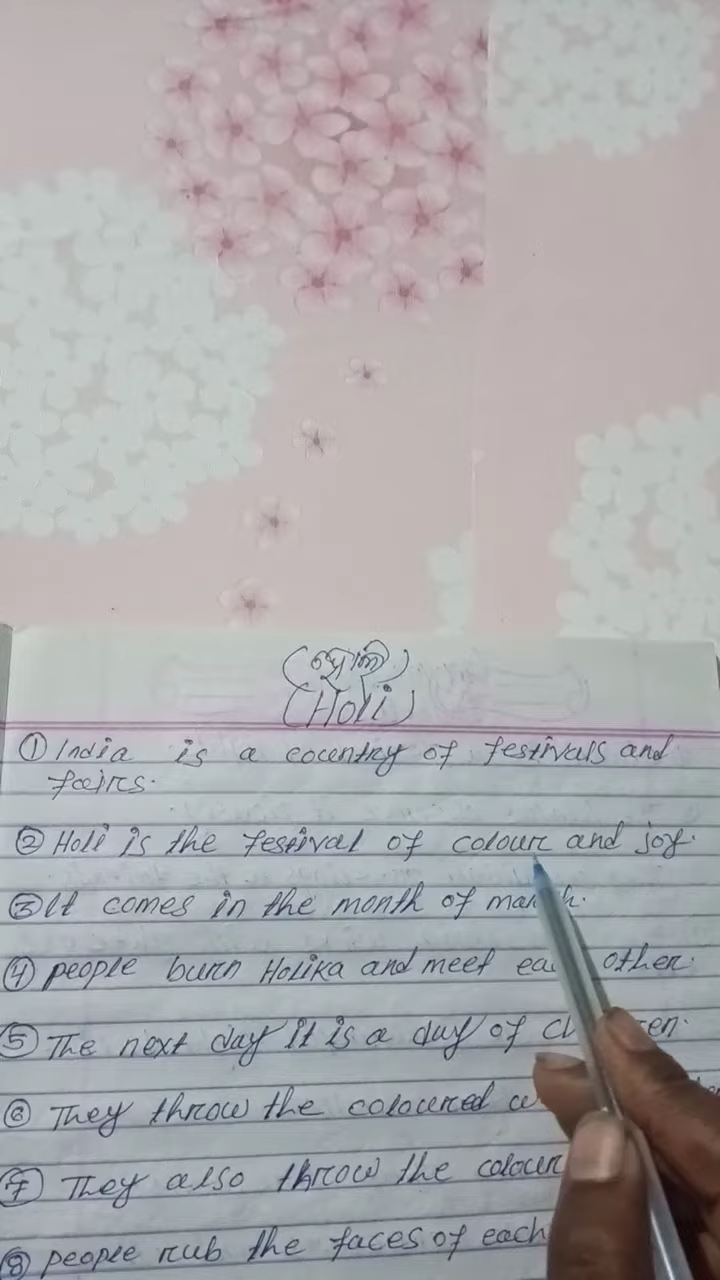 (ହୋଲି)
(Holi)
① India is a country of festivals and
fairs.
② Holi is the festival of colour and joy.
③ It comes in the month of
④ people burn Holika and meet other.
⑤ The next day it is a day of
⑥ They throw the coloured
⑦ They also throw the colour
⑧ people rub the faces of each